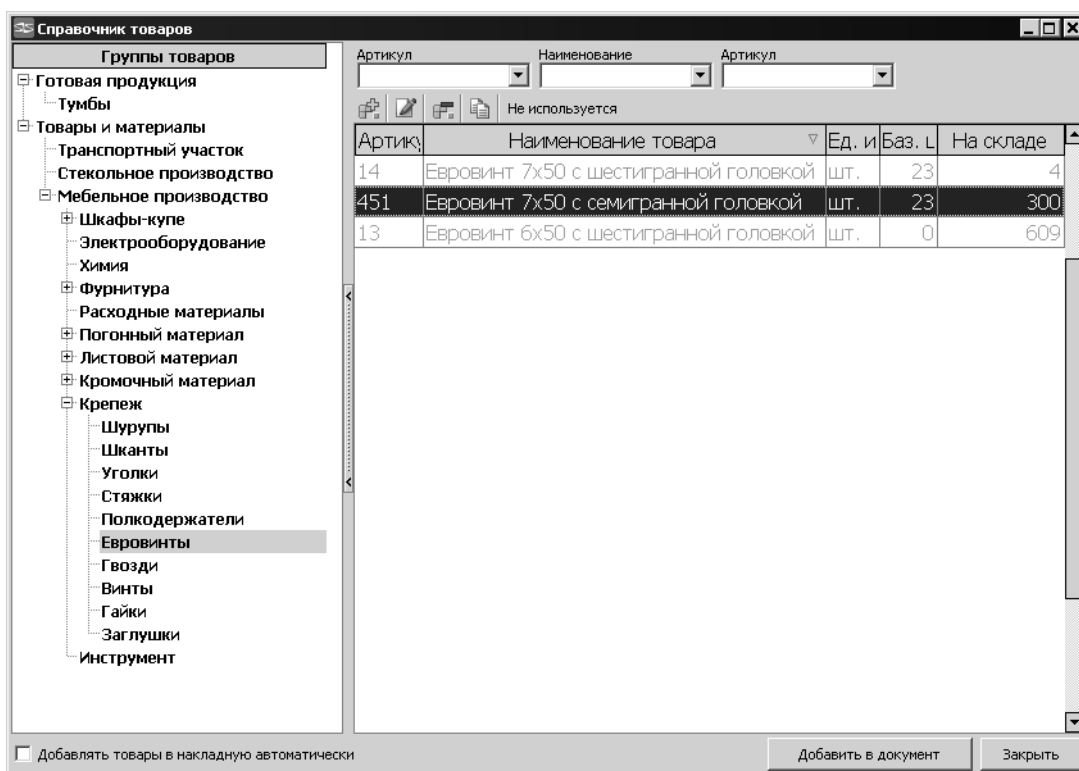 Справочник товаров
Группы товаров
Готовая продукция
Тумбы
Товары и материалы
Транспортный участок
Стекольное производство
Мебельное производство
Шкафы-купе
Электрооборудование
Химия
Фурнитура
Расходные материалы
Погонный материал
Листовой материал
Кромочный материал
Крепеж
Шурупы
Шканты
Уголки
Стяжки
Полкодержатели
Евровинты
Гвозди
Винты
Гайки
Заглушки
Инструмент
Артикул Наименование Артикул
Не используется
Артику Наименование товара Ед. и Баз. Ц На складе
14 Евровинт 7x50 с шестигранной головкой шт. 23 4
451 Евровинт 7x50 с семигранной головкой шт. 23 300
13 Евровинт 6x50 с шестигранной головкой шт. 0 609
Добавлять товары в накладную автоматически Добавить в документ Закрыть